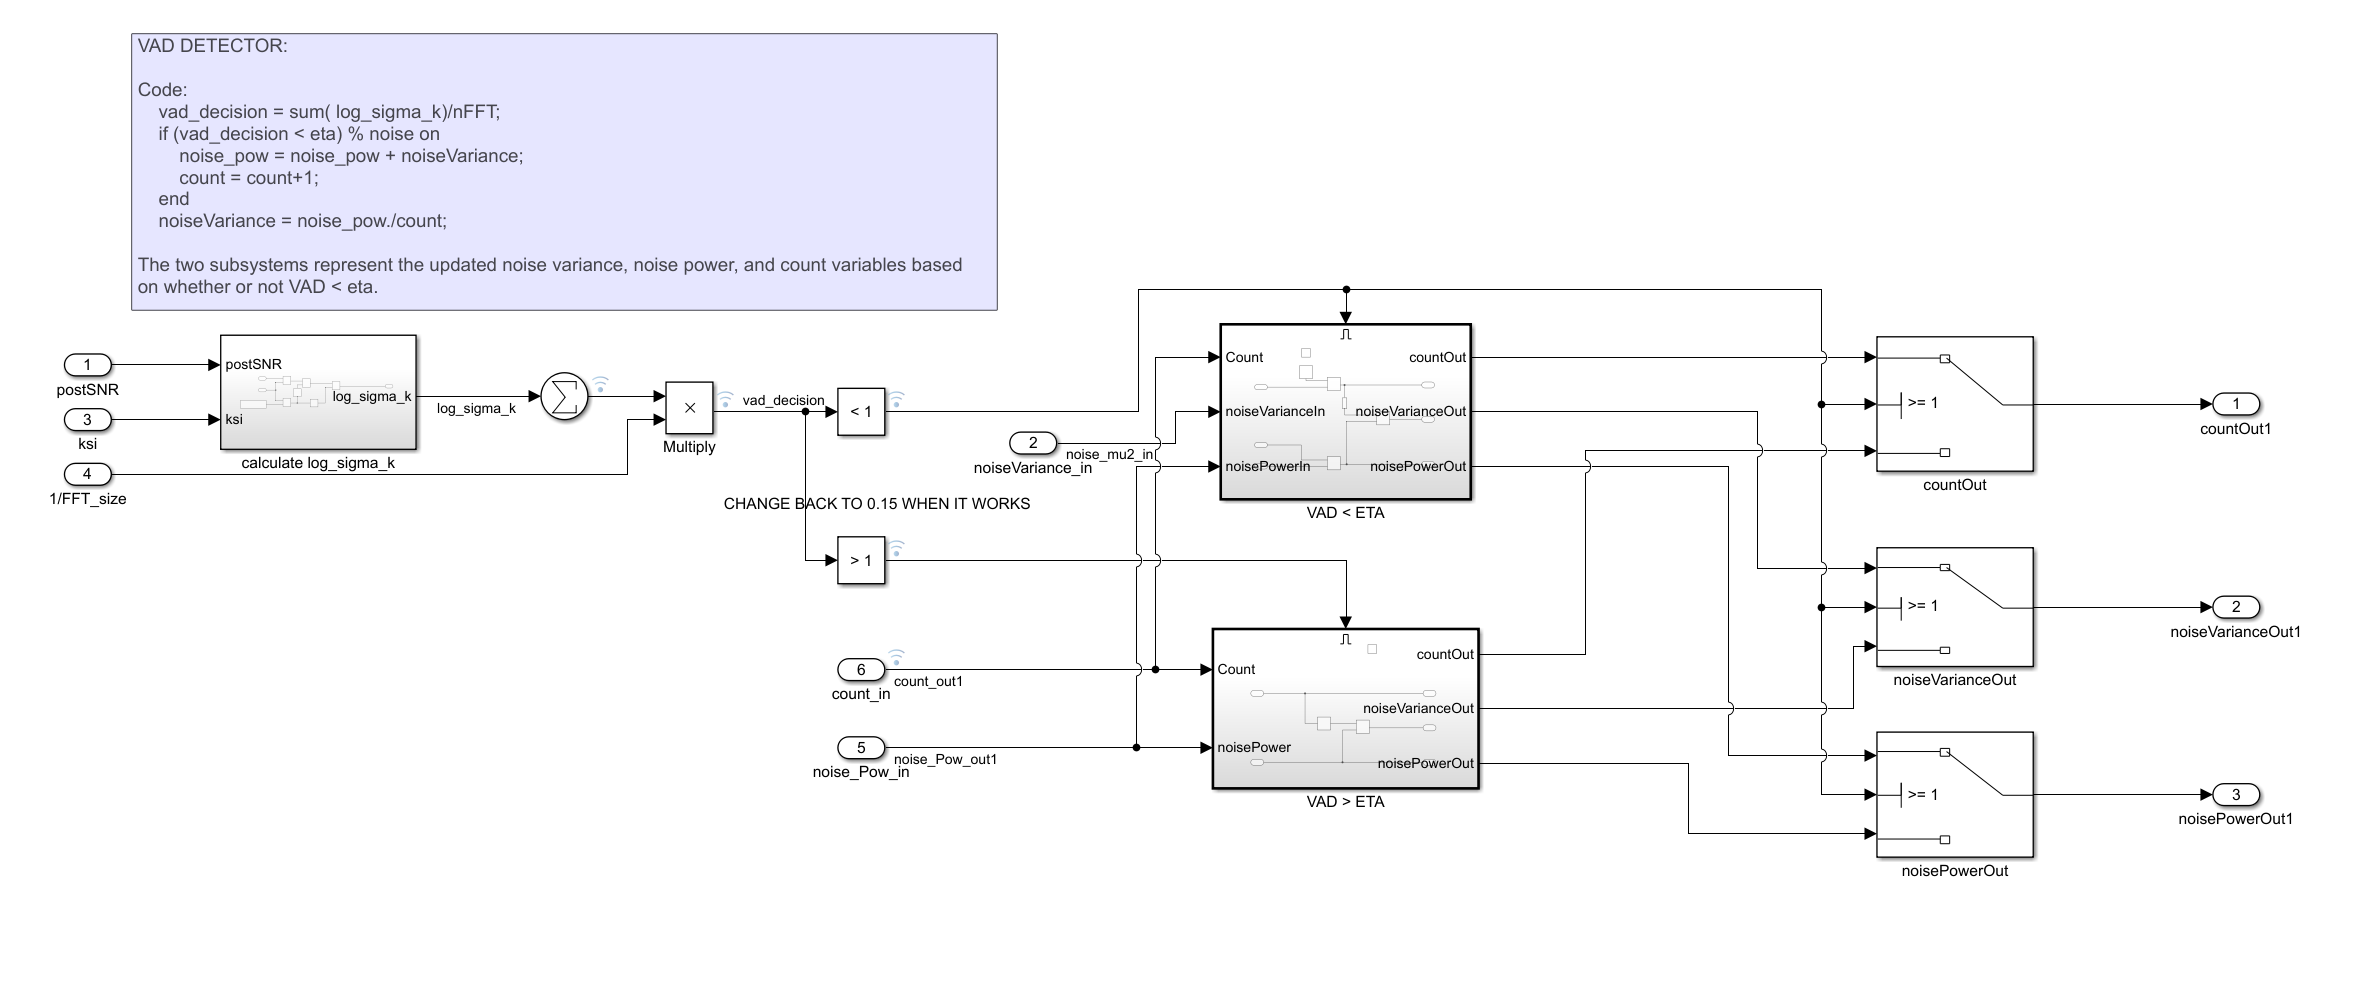 VAD DETECTOR:
Code:
vad_decision = sum( log_sigma_k)/nFFT;
if (vad_decision < eta) % noise on
noise_pow = noise_pow + noiseVariance;
count = count+1;
end
noiseVariance = noise_pow./count;
The two subsystems represent the updated noise variance, noise power, and count variables based
on whether or not VAD < eta.
1
postSNR
3
ksi
4
1/FFT_size
postSNR
ksi
log_sigma_k
calculate log_sigma_k
log_sigma_k
∑
×
Multiply
vad_decision
< 1
CHANGE BACK TO 0.15 WHEN IT WORKS
> 1
2
noiseVariance_in
noise_mu2_in
6
count_in
count_out1
5
noise_Pow_in
noise_Pow_out1
Count
noiseVarianceIn
noisePowerIn
countOut
noiseVarianceOut
noisePowerOut
VAD < ETA
Count
noisePower
countOut
noiseVarianceOut
noisePowerOut
VAD > ETA
>= 1
countOut
1
countOut1
>= 1
noiseVarianceOut
2
noiseVarianceOut1
>= 1
noisePowerOut
3
noisePowerOut1